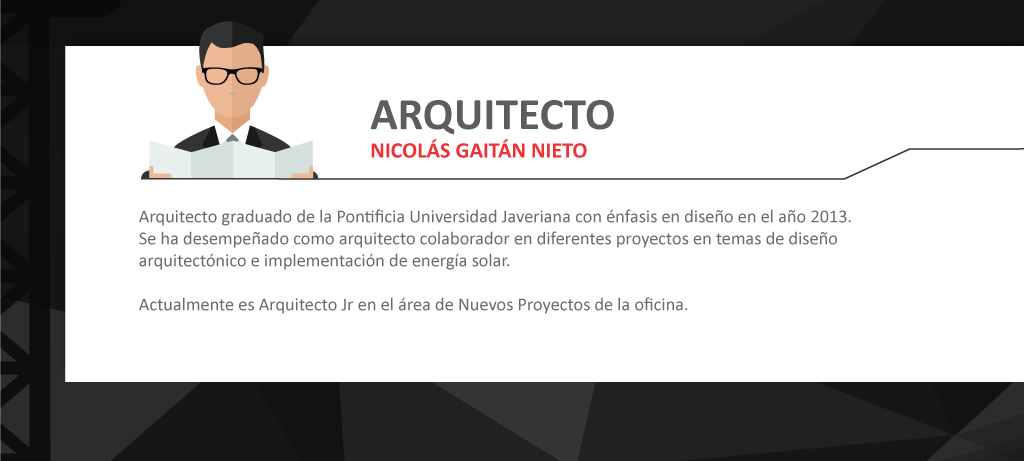 ARQUITECTO
NICOLÁS GAITÁN NIETO
Arquitecto graduado de la Pontificia Universidad Javeriana con énfasis en diseño en el año 2013.
Se ha desempeñado como arquitecto colaborador en diferentes proyectos en temas de diseño
arquitectónico e implementación de energía solar.
Actualmente es Arquitecto Jr en el área de Nuevos Proyectos de la oficina.